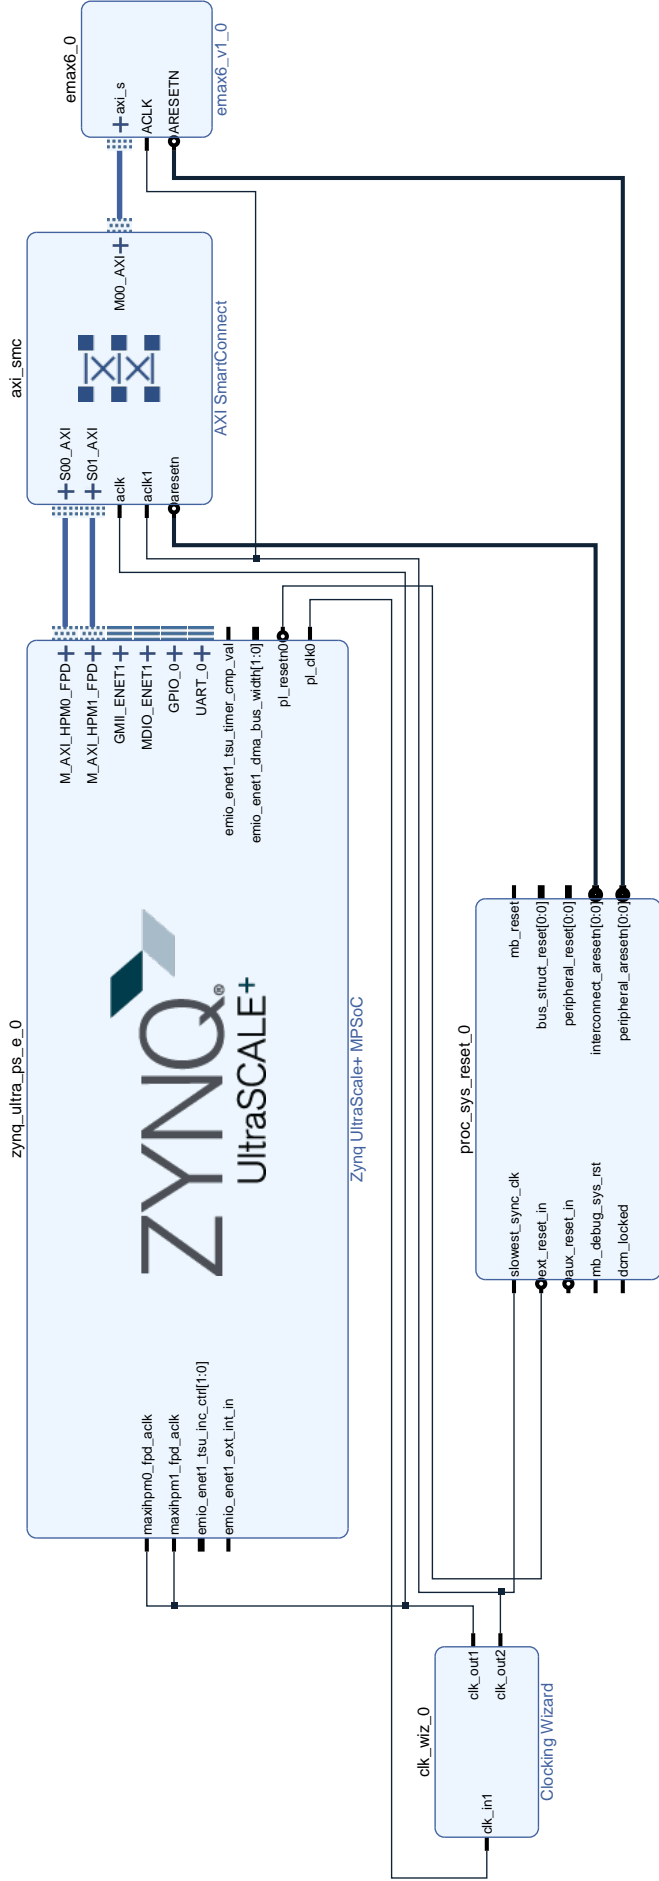 clk_wiz_0
clk_in1
clk_out1
clk_out2
Clocking Wizard
zynq_ultra_ps_e_0
maxihpm0_fpd_aclk
maxihpm1_fpd_aclk
emio_enet1_tsu_inc_ctrl[1:0]
emio_enet1_ext_int_in
ZYNQ®
UltraSCALE+
M_AXI_HPM0_FPD
M_AXI_HPM1_FPD
GMII_ENET1
MDIO_ENET1
GPIO_0
UART_0
emio_enet1_tsu_timer_cmp_val
emio_enet1_dma_bus_width[1:0]
pl_resetn0
pl_clk0
Zynq UltraScale+ MPSoC
proc_sys_reset_0
slowest_sync_clk
ext_reset_in
aux_reset_in
mb_debug_sys_rst
dcm_locked
mb_reset
bus_struct_reset[0:0]
peripheral_reset[0:0]
interconnect_aresetn[0:0]
peripheral_aresetn[0:0]
axi_smc
S00_AXI
S01_AXI
aclk
aclk1
aresetn
M00_AXI
AXI SmartConnect
emax6_0
axi_s
ACLK
ARESETN
emax6_v1_0